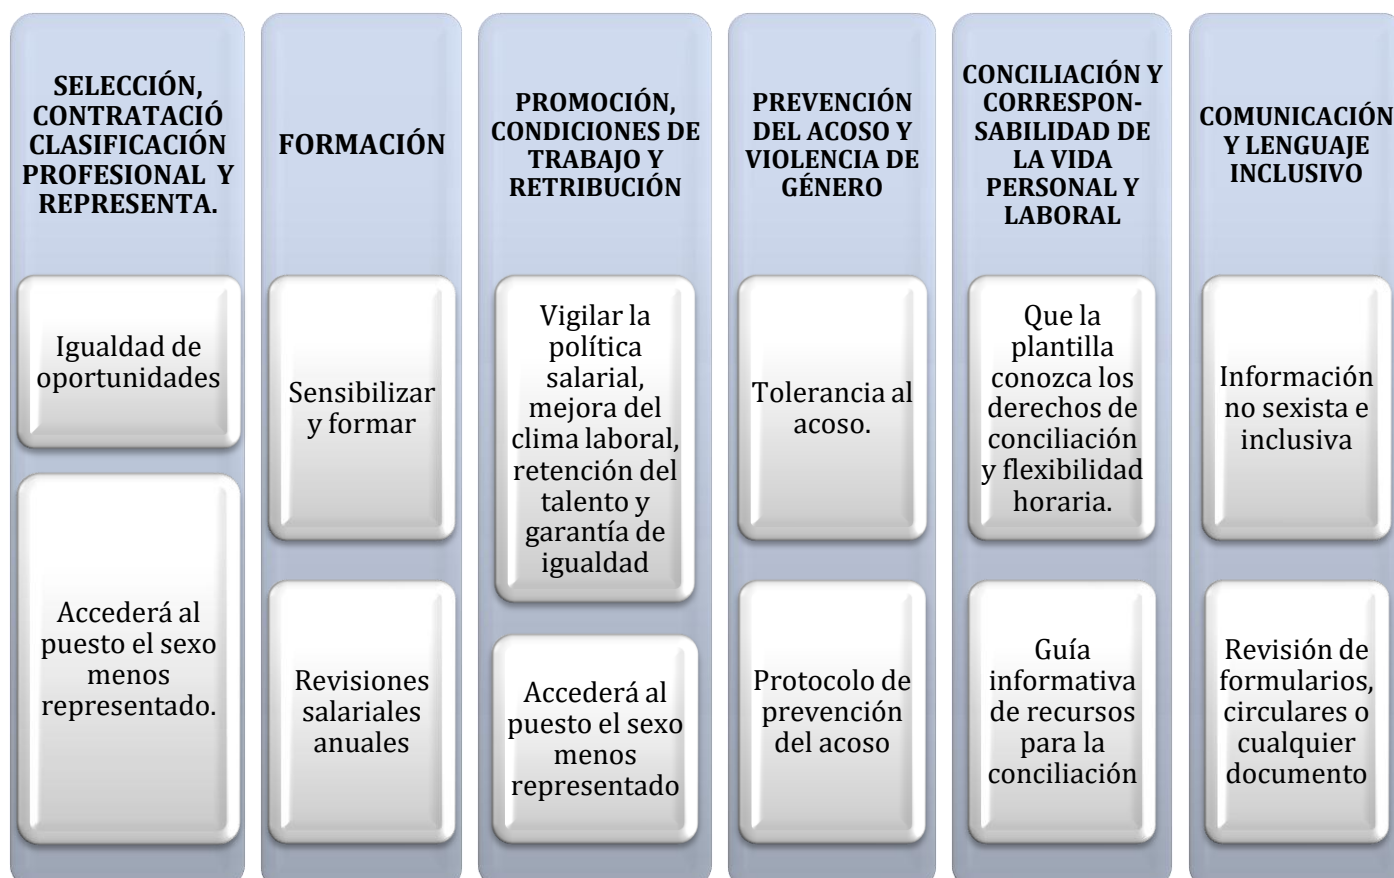 SELECCIÓN,
CONTRATACIÓ
CLASIFICACIÓN
PROFESIONAL Y
REPRESENTA.
Igualdad de
oportunidades
Accederá al
puesto el sexo
menos
representado.
FORMACIÓN
Sensibilizar
y formar
Revisiones
salariales
anuales
PROMOCIÓN,
CONDICIONES DE
TRABAJO Y
RETRIBUCIÓN
Vigilar la
política
salarial,
mejora del
clima laboral,
retención del
talento y
garantía de
igualdad
Accederá al
puesto el sexo
menos
representado
PREVENCIÓN
DEL ACOSO Y
VIOLENCIA DE
GÉNERO
Tolerancia al
acoso.
Protocolo de
prevención
del acoso
CONCILIACIÓN Y
CORRESPON-
SABILIDAD DE
LA VIDA
PERSONAL Y
LABORAL
Que la
plantilla
conozca los
derechos de
conciliación
y flexibilidad
horaria.
Guía
informativa
de recursos
para la
conciliación
COMUNICACIÓN
Y LENGUAJE
INCLUSIVO
Información
no sexista e
inclusiva
Revisión de
formularios,
circulares o
cualquier
documento